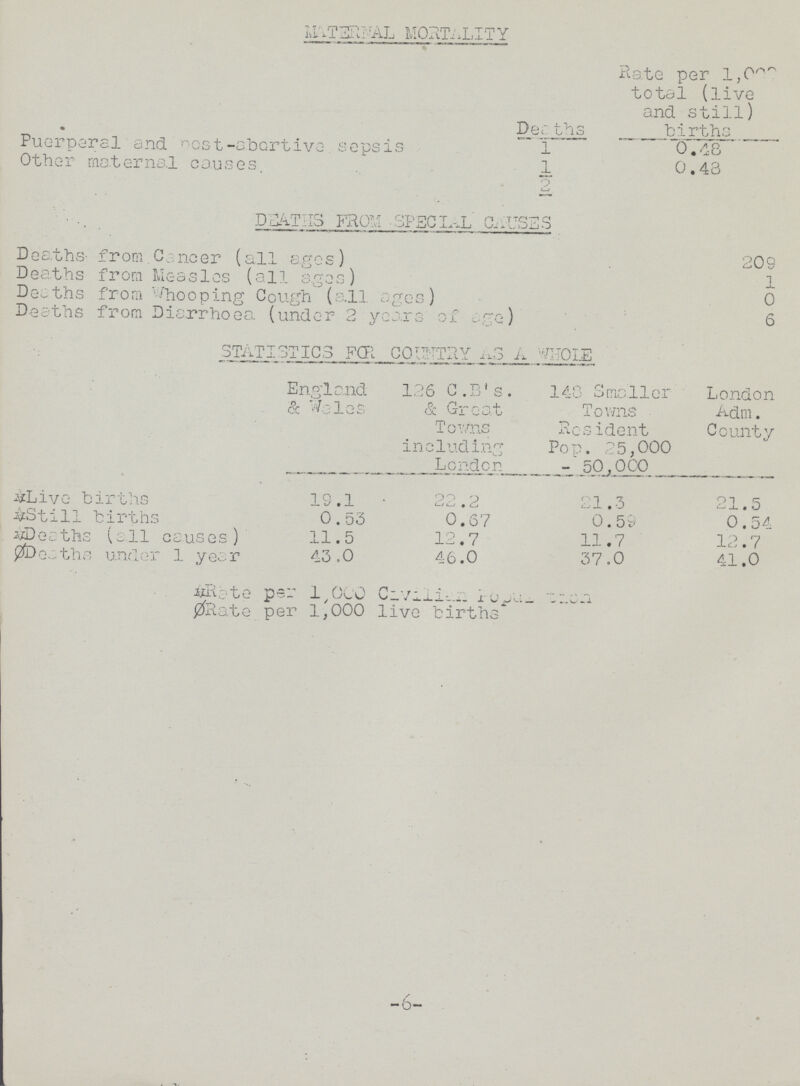 MATERNAL MORTALITY
Rate per 1,000
total (live
and still)
Deaths births
Puerperal and post-abortive sepsis 1 0.48
Other maternal causes. 1 0.48
2
DEATHS FROM SPECIAL CAUSES
Deaths from Cancer (all ages) 209
Deaths from Measles (all ages) 1
Deaths from Whooping Cough (all ages) 0
Deaths from Diarrhoea (under 2 years of age) 6
STATISTICS FOR COUNTRY AS A WHOLE
England 126 C.B's. 148 Smaller London
& Wales & Great Towns Adm.
Towns Resident County
including Pop. 25,000
London - 50,000
*Live births 19.1 22.2 21.3 21.5
*Still births 0.53 0.67 0.59 0.54
*Deaths (all causes) 11.5 12.7 11.7 12.7
ØDeaths under 1 year 43.0 46.0 37.0 41.0
*Rate per 1,000 Civilian Population
ØRate per 1,000 live births
-6-